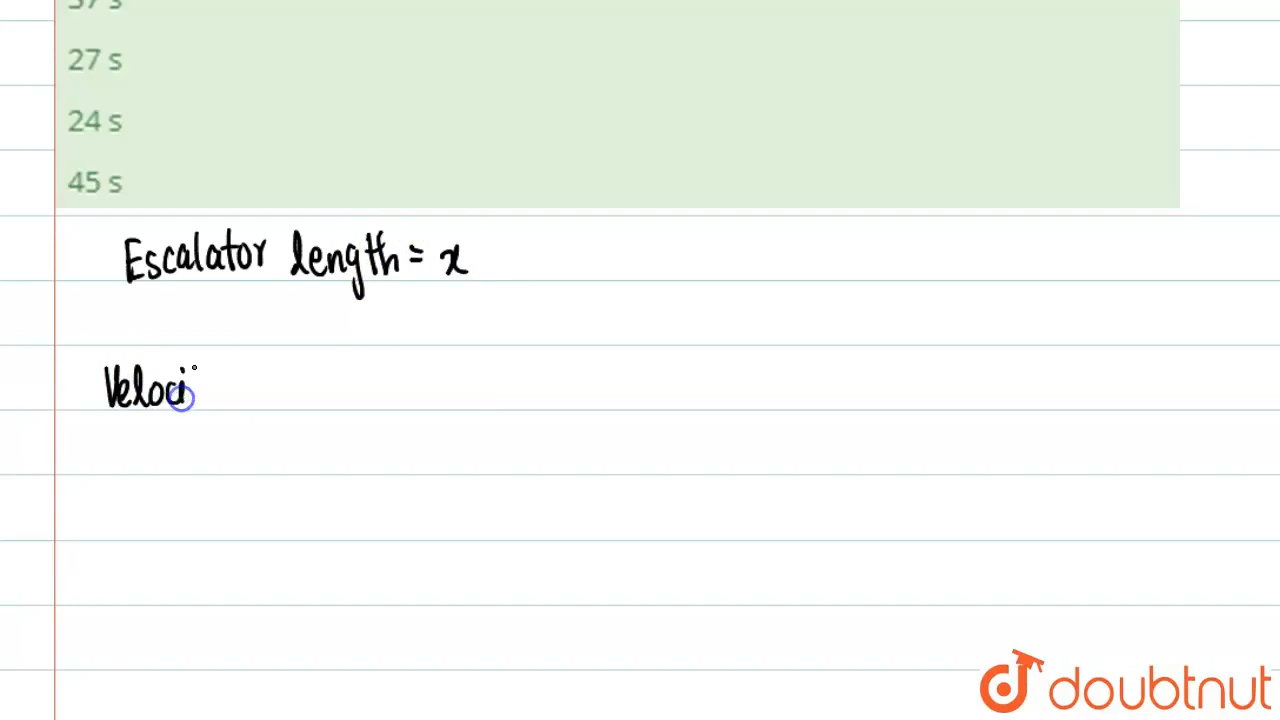 27 s
24 s
45 s
Escalator length = x
Veloci
doubtnut